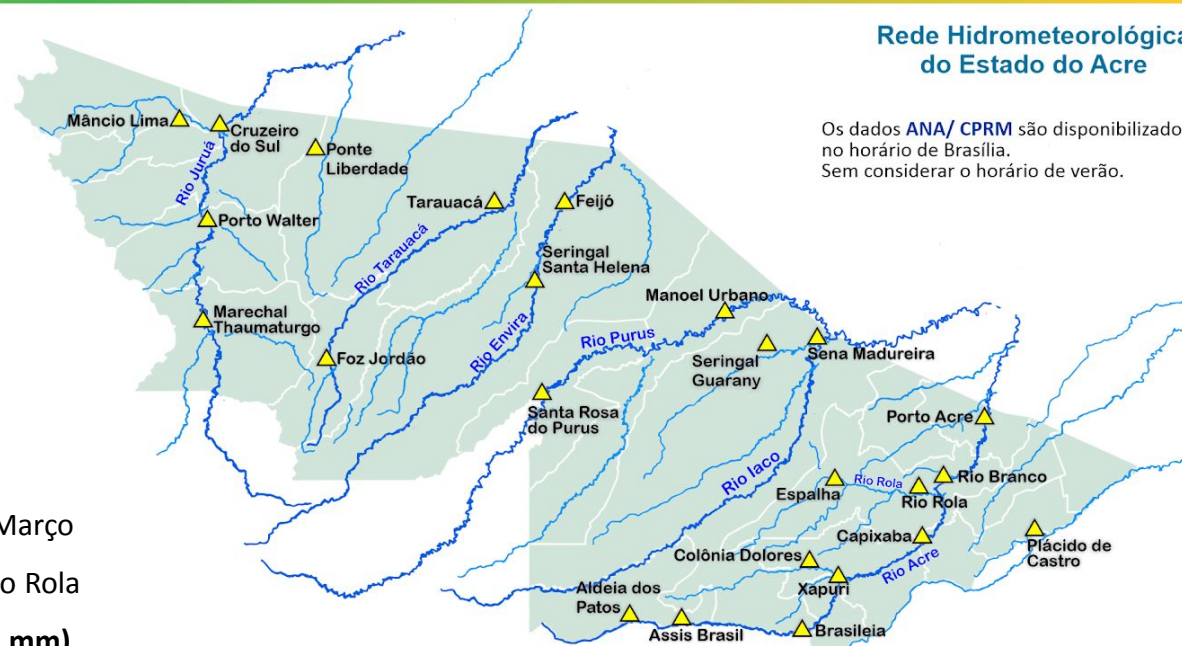 Rede Hidrometeorológica
do Estado do Acre
Os dados ANA/ CPRM são disponibilizado
no horário de Brasília.
Sem considerar o horário de verão.
Mâncio Lima
Cruzeiro
do Sul
Ponte
Liberdade
Rio Juruá
Porto Walter
Tarauacá
Feijó
Rio Tarauacá
Seringal
Santa Helena
Marechal
Thaumaturgo
Foz Jordão
Rio Envira
Manoel Urbano
Rio Purus
Seringal
Guarany
Sena Madureira
Santa Rosa
do Purus
Porto Acre
Rio Iaco
Espalha
Rio Rola
Rio Rola
Rio Branco
Capixaba
Plácido de
Castro
Colônia Dolores
Rio Acre
Xapuri
Aldeia dos
Patos
Assis Brasil
Brasileia
Março
o Rola
mm)